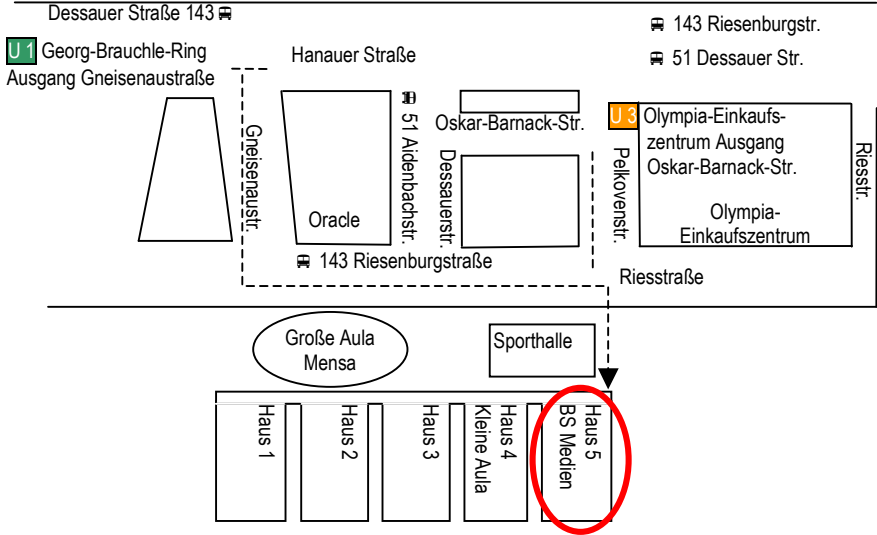 Dessauer Straße 143
U 1 Georg-Brauchle-Ring
Ausgang Gneisenaustraße
Hanauer Straße
143 Riesenburgstr.
51 Dessauer Str.
Gneisenaustr.
Oracle
51 Aidenbachstr.
Oskar-Barnack-Str.
Dessauerstr.
U 3 Olympia-Einkaufs-
zentrum Ausgang
Oskar-Barnack-Str.
Pelkovenstr.
Olympia-
Einkaufszentrum
Riesstr.
143 Riesenburgstraße
Riesstraße
Große Aula
Mensa
Sporthalle
Haus 1
Haus 2
Haus 3
Haus 4
Kleine Aula
Haus 5
BS Medien